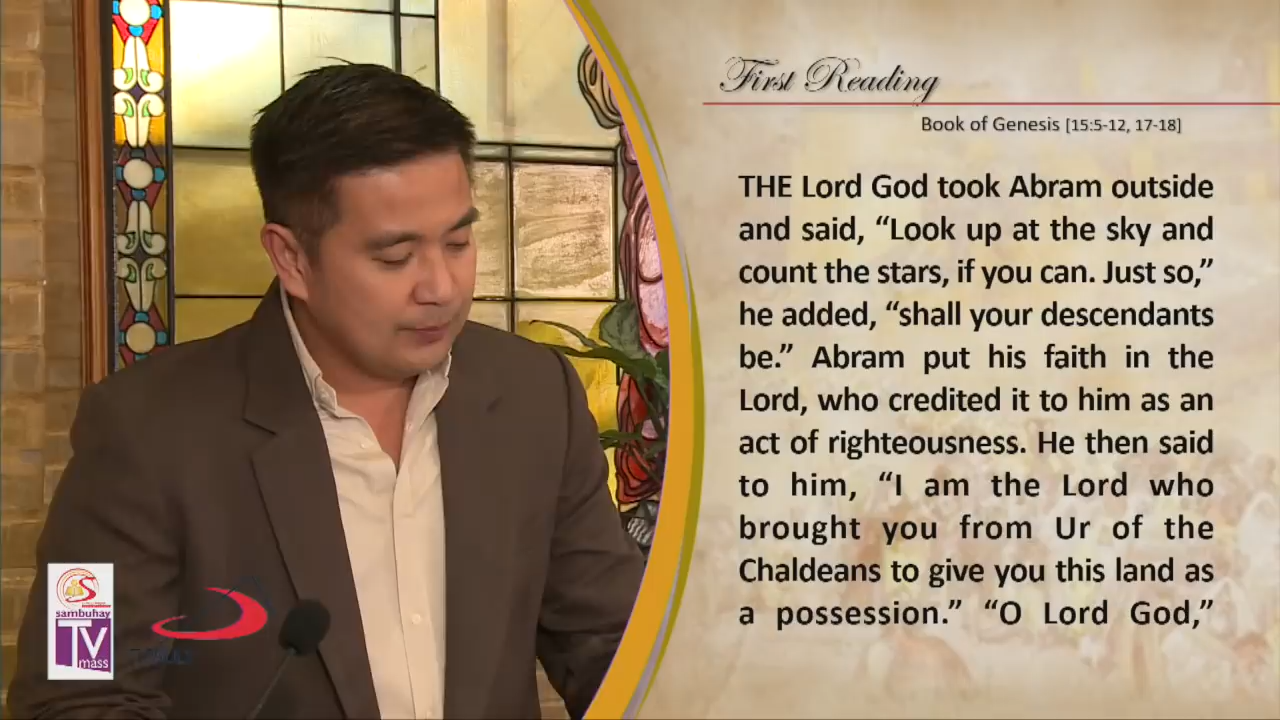 First Reading
Book of Genesis [15:5-12, 17-18]
THE Lord God took Abram outside
and said, “Look up at the sky and
count the stars, if you can. Just so,”
he added, “shall your descendants
be.” Abram put his faith in the
Lord, who credited it to him as an
act of righteousness. He then said
to him, “I am the Lord who
brought you from Ur of the
Chaldeans to give you this land as
a possession.” “O Lord God,”
sambuhay
TV
mass